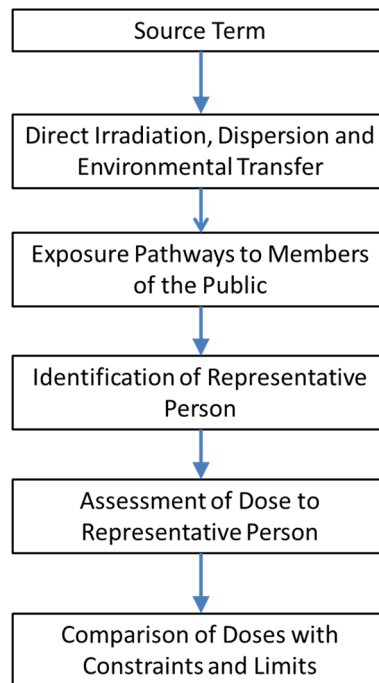 Source Term
Direct Irradiation, Dispersion and
Environmental Transfer
Exposure Pathways to Members
of the Public
Identification of Representative
Person
Assessment of Dose to
Representative Person
Comparison of Doses with
Constraints and Limits